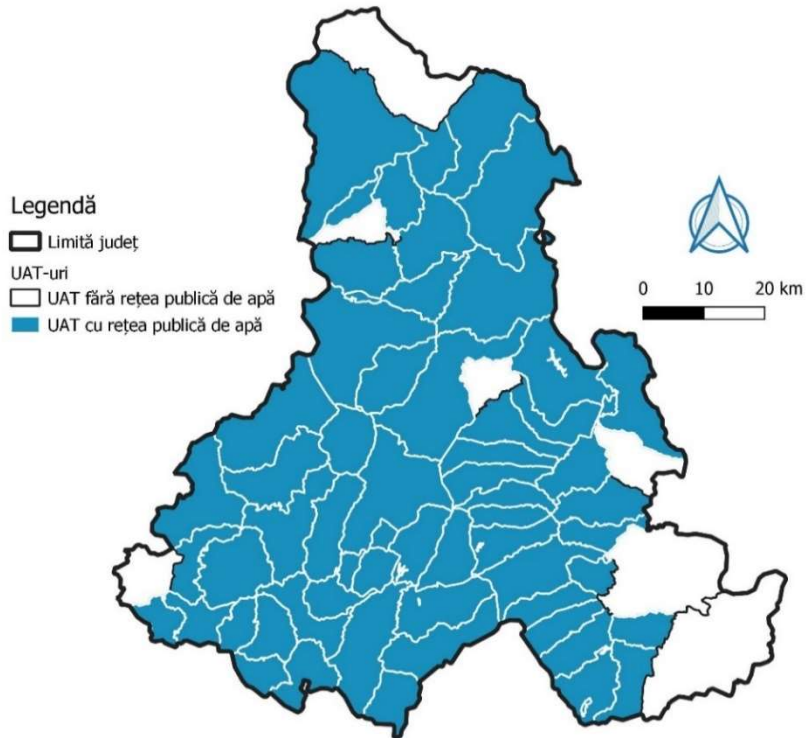 Legendă
Limită județ
UAT-uri
UAT fără rețea publică de apă
UAT cu rețea publică de apă
0 10 20 km